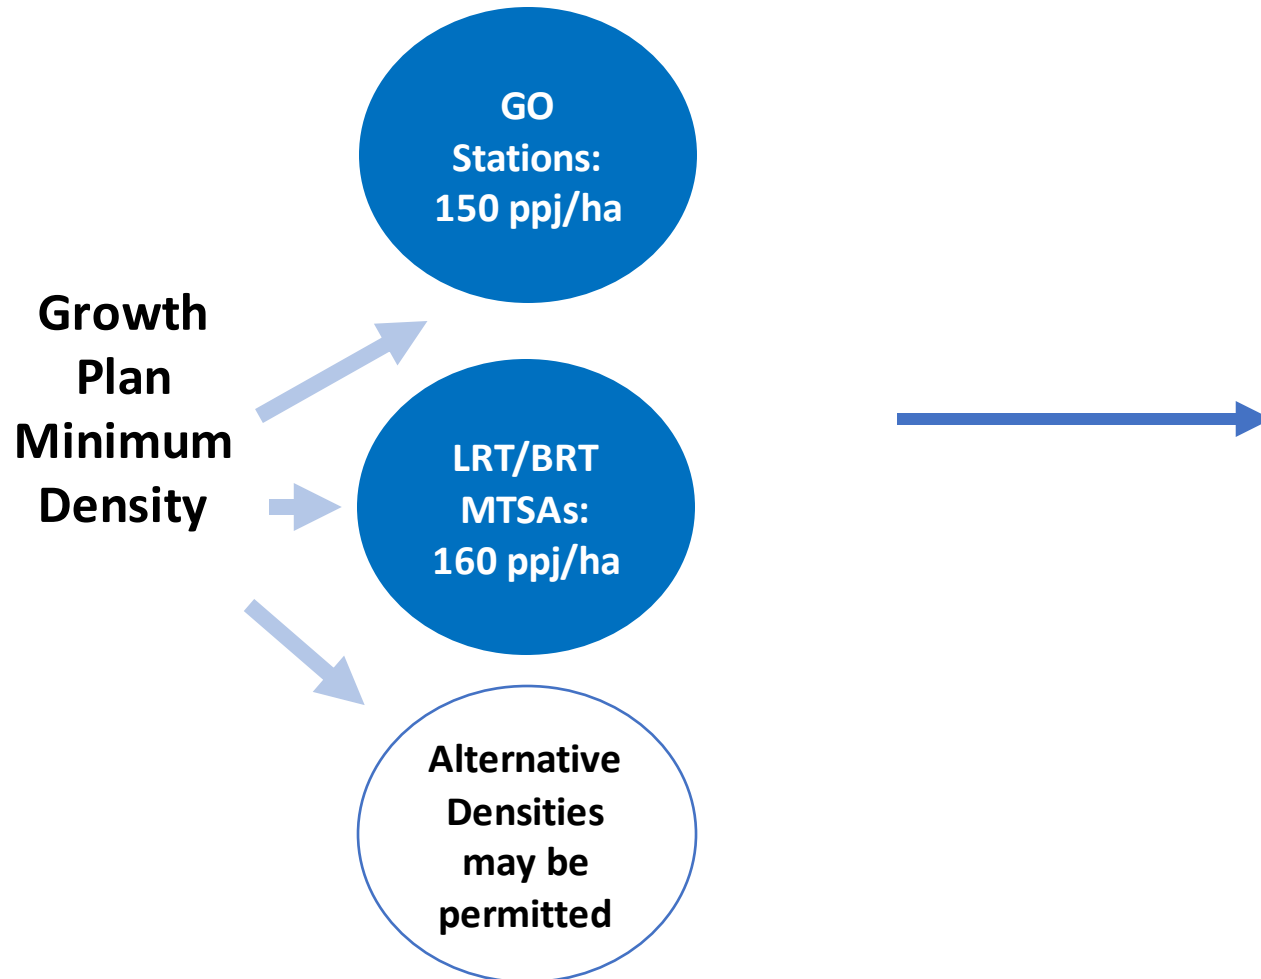 Growth
Plan
Minimum
Density
GO
Stations:
150 ppj/ha
LRT/BRT
MTSAs:
160 ppj/ha
Alternative
Densities
may be
permitted